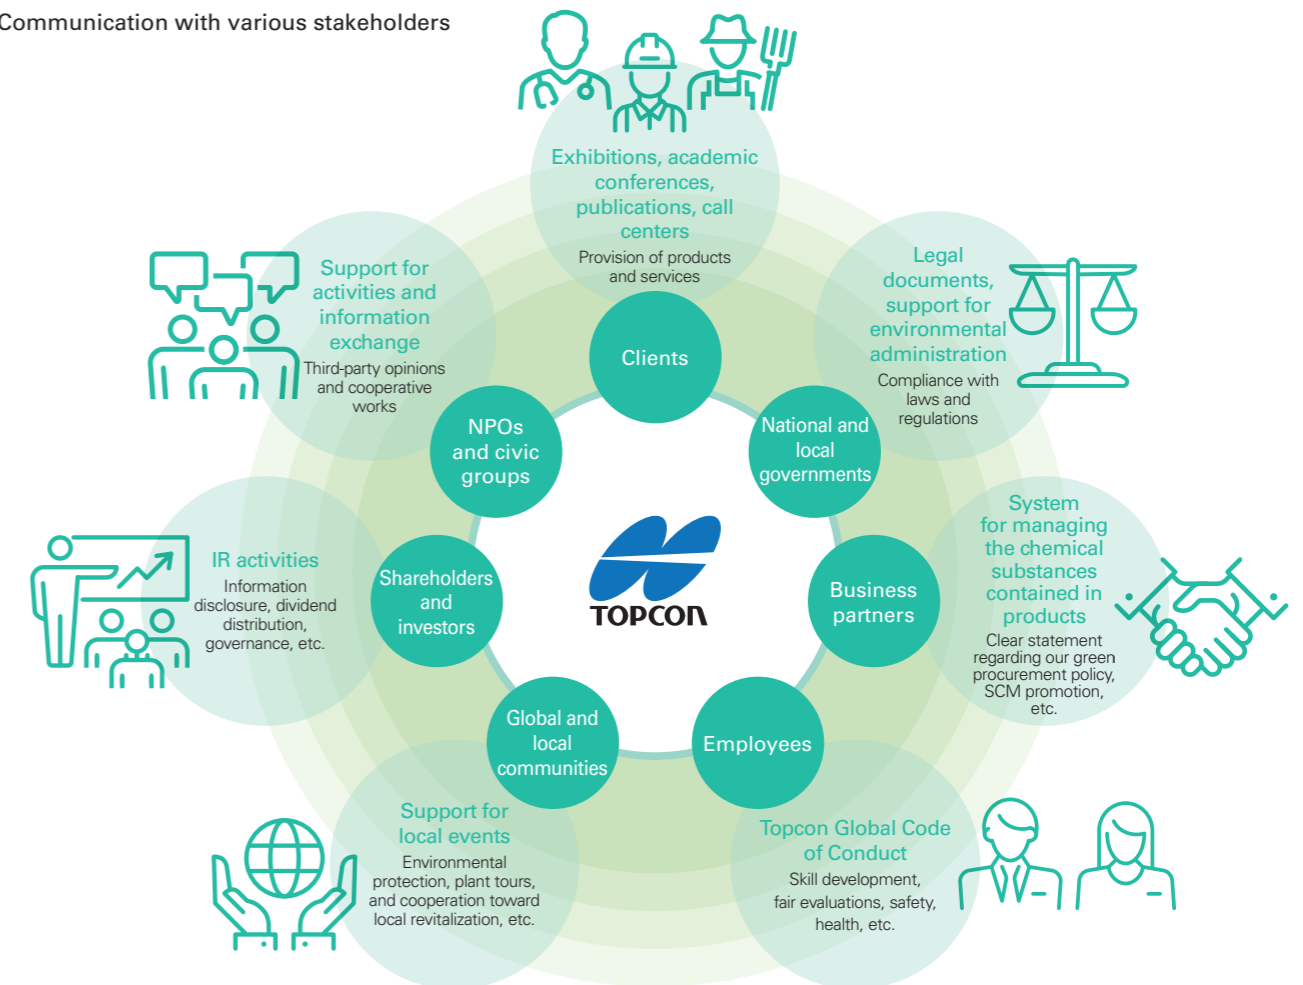 Communication with various stakeholders
Exhibitions, academic
conferences,
publications, call
centers
Provision of products
and services
Clients
Legal
documents,
support for
environmental
administration
Compliance with
laws and
regulations
National and
local
governments
System
for managing
the chemical
substances
contained in
products
Clear statement
regarding our green
procurement policy,
SCM promotion,
etc.
Business
partners
Topcon Global Code
of Conduct
Skill development,
fair evaluations, safety,
health, etc.
Employees
Support for
local events
Environmental
protection, plant tours,
and cooperation toward
local revitalization, etc.
Global and
local
communities
IR activities
Information
disclosure, dividend
distribution,
governance, etc.
Shareholders
and
investors
Support for
activities and
information
exchange
Third-party opinions
and cooperative
works
NPOs
and civic
groups
TOPCON